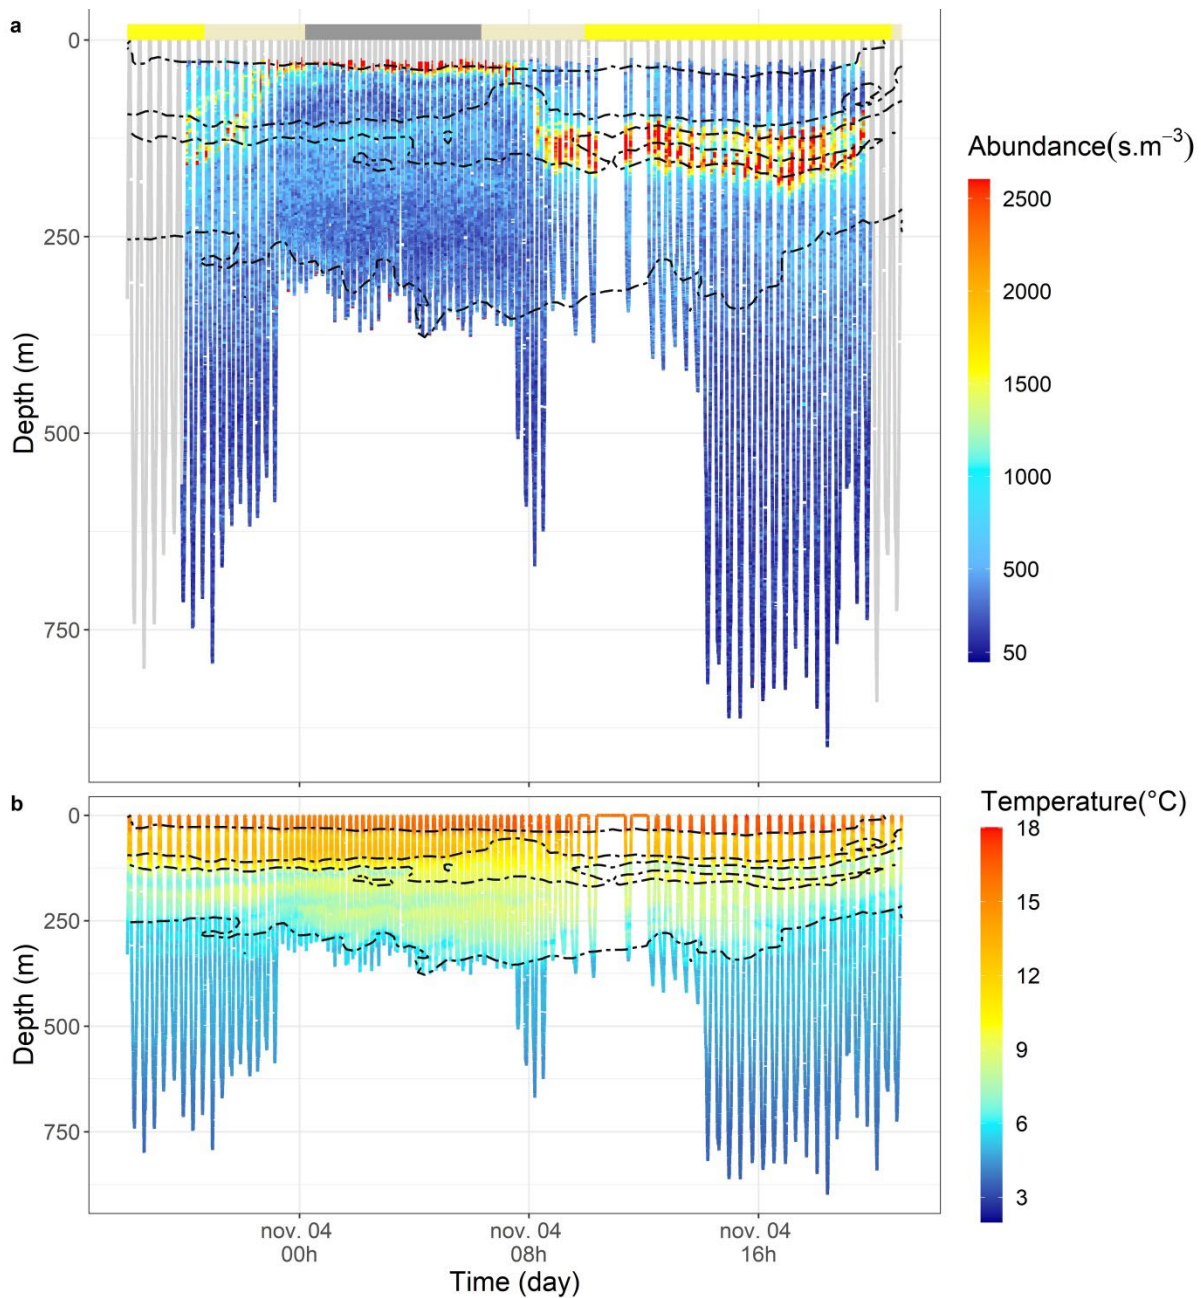 a
Abundance(s.m⁻³)
0
250
500
750
Depth (m)
2500
2000
1500
1000
500
50
b
Temperature(°C)
0
250
500
750
Depth (m)
18
15
12
9
6
3
nov. 04
00h
nov. 04
08h
nov. 04
16h
Time (day)